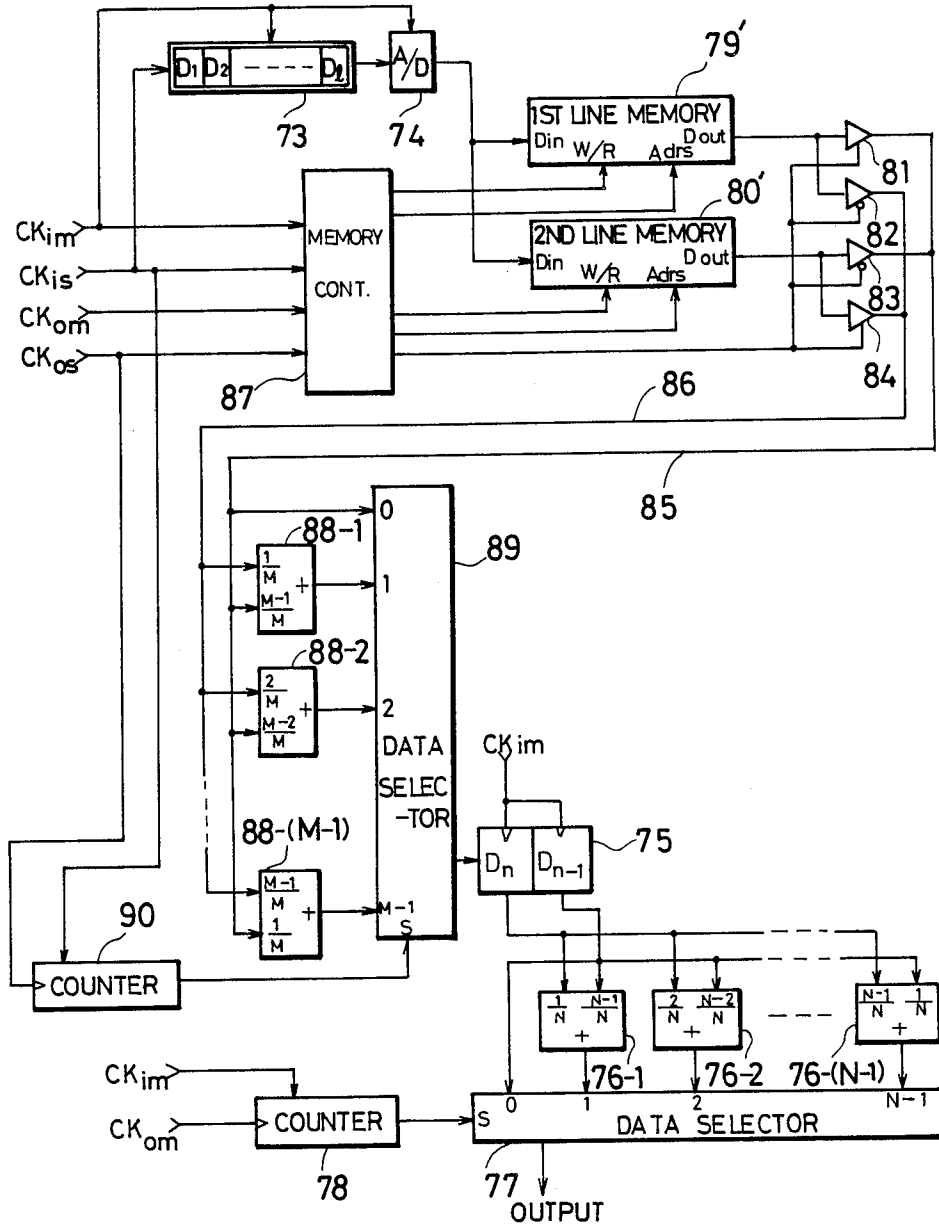 D1 D2 ---- Dℓ
73
A/D
74
79'
1ST LINE MEMORY
Din W/R Adrs Dout
80'
2ND LINE MEMORY
Din W/R Adrs Dout
81
82
83
84
CKim
CKis
CKom
CKos
MEMORY
CONT.
87
86
85
88-1
1/M
M-1/M
+
88-2
2/M
M-2/M
+
88-(M-1)
M-1/M
1/M
+
0
1
2
M-1
S
DATA
SELEC
-TOR
89
CKim
Dn Dn-1
75
90
COUNTER
1/N N-1/N
+
76-1
2/N N-2/N
+
76-2
N-1/N 1/N
+
76-(N-1)
CKim
CKom
COUNTER
78
S 0 1 2 N-1
DATA SELECTOR
77
OUTPUT